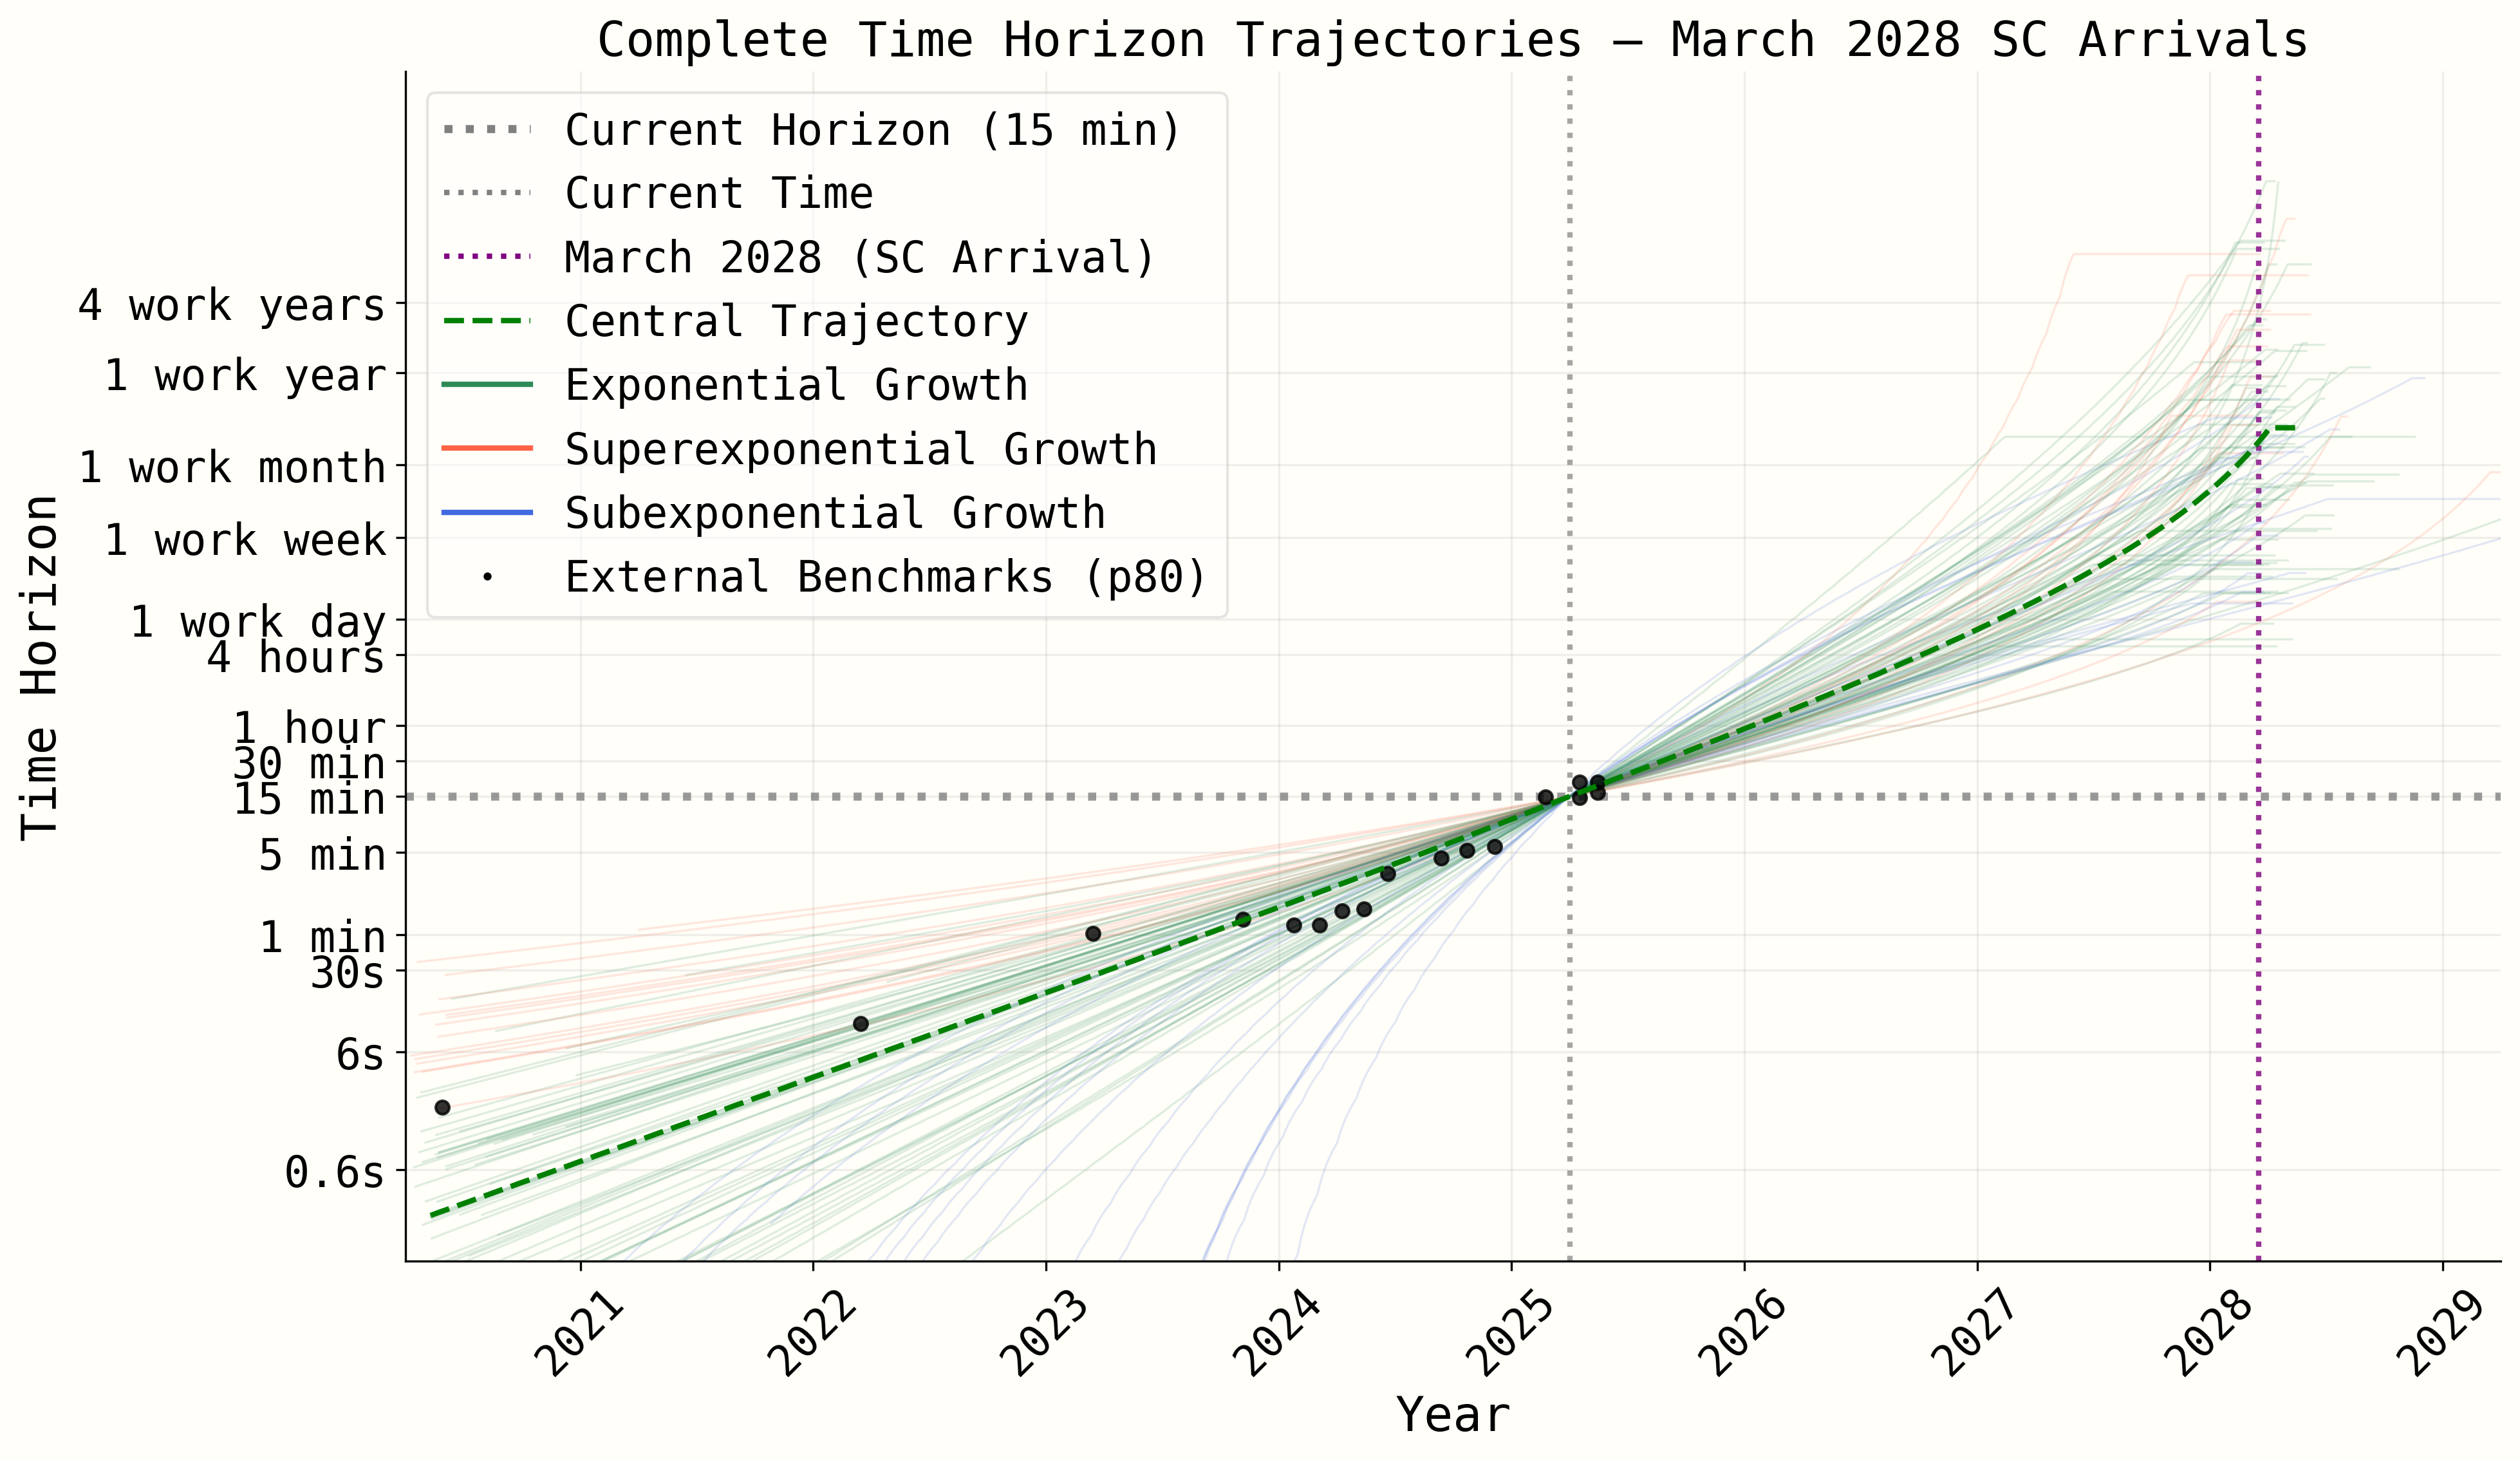 Complete Time Horizon Trajectories — March 2028 SC Arrivals
Current Horizon (15 min)
Current Time
March 2028 (SC Arrival)
Central Trajectory
Exponential Growth
Superexponential Growth
Subexponential Growth
External Benchmarks (p80)
Time Horizon
4 work years
1 work year
1 work month
1 work week
1 work day
4 hours
1 hour
30 min
15 min
5 min
1 min
30s
6s
0.6s
2021
2022
2023
2024
2025
2026
2027
2028
2029
Year